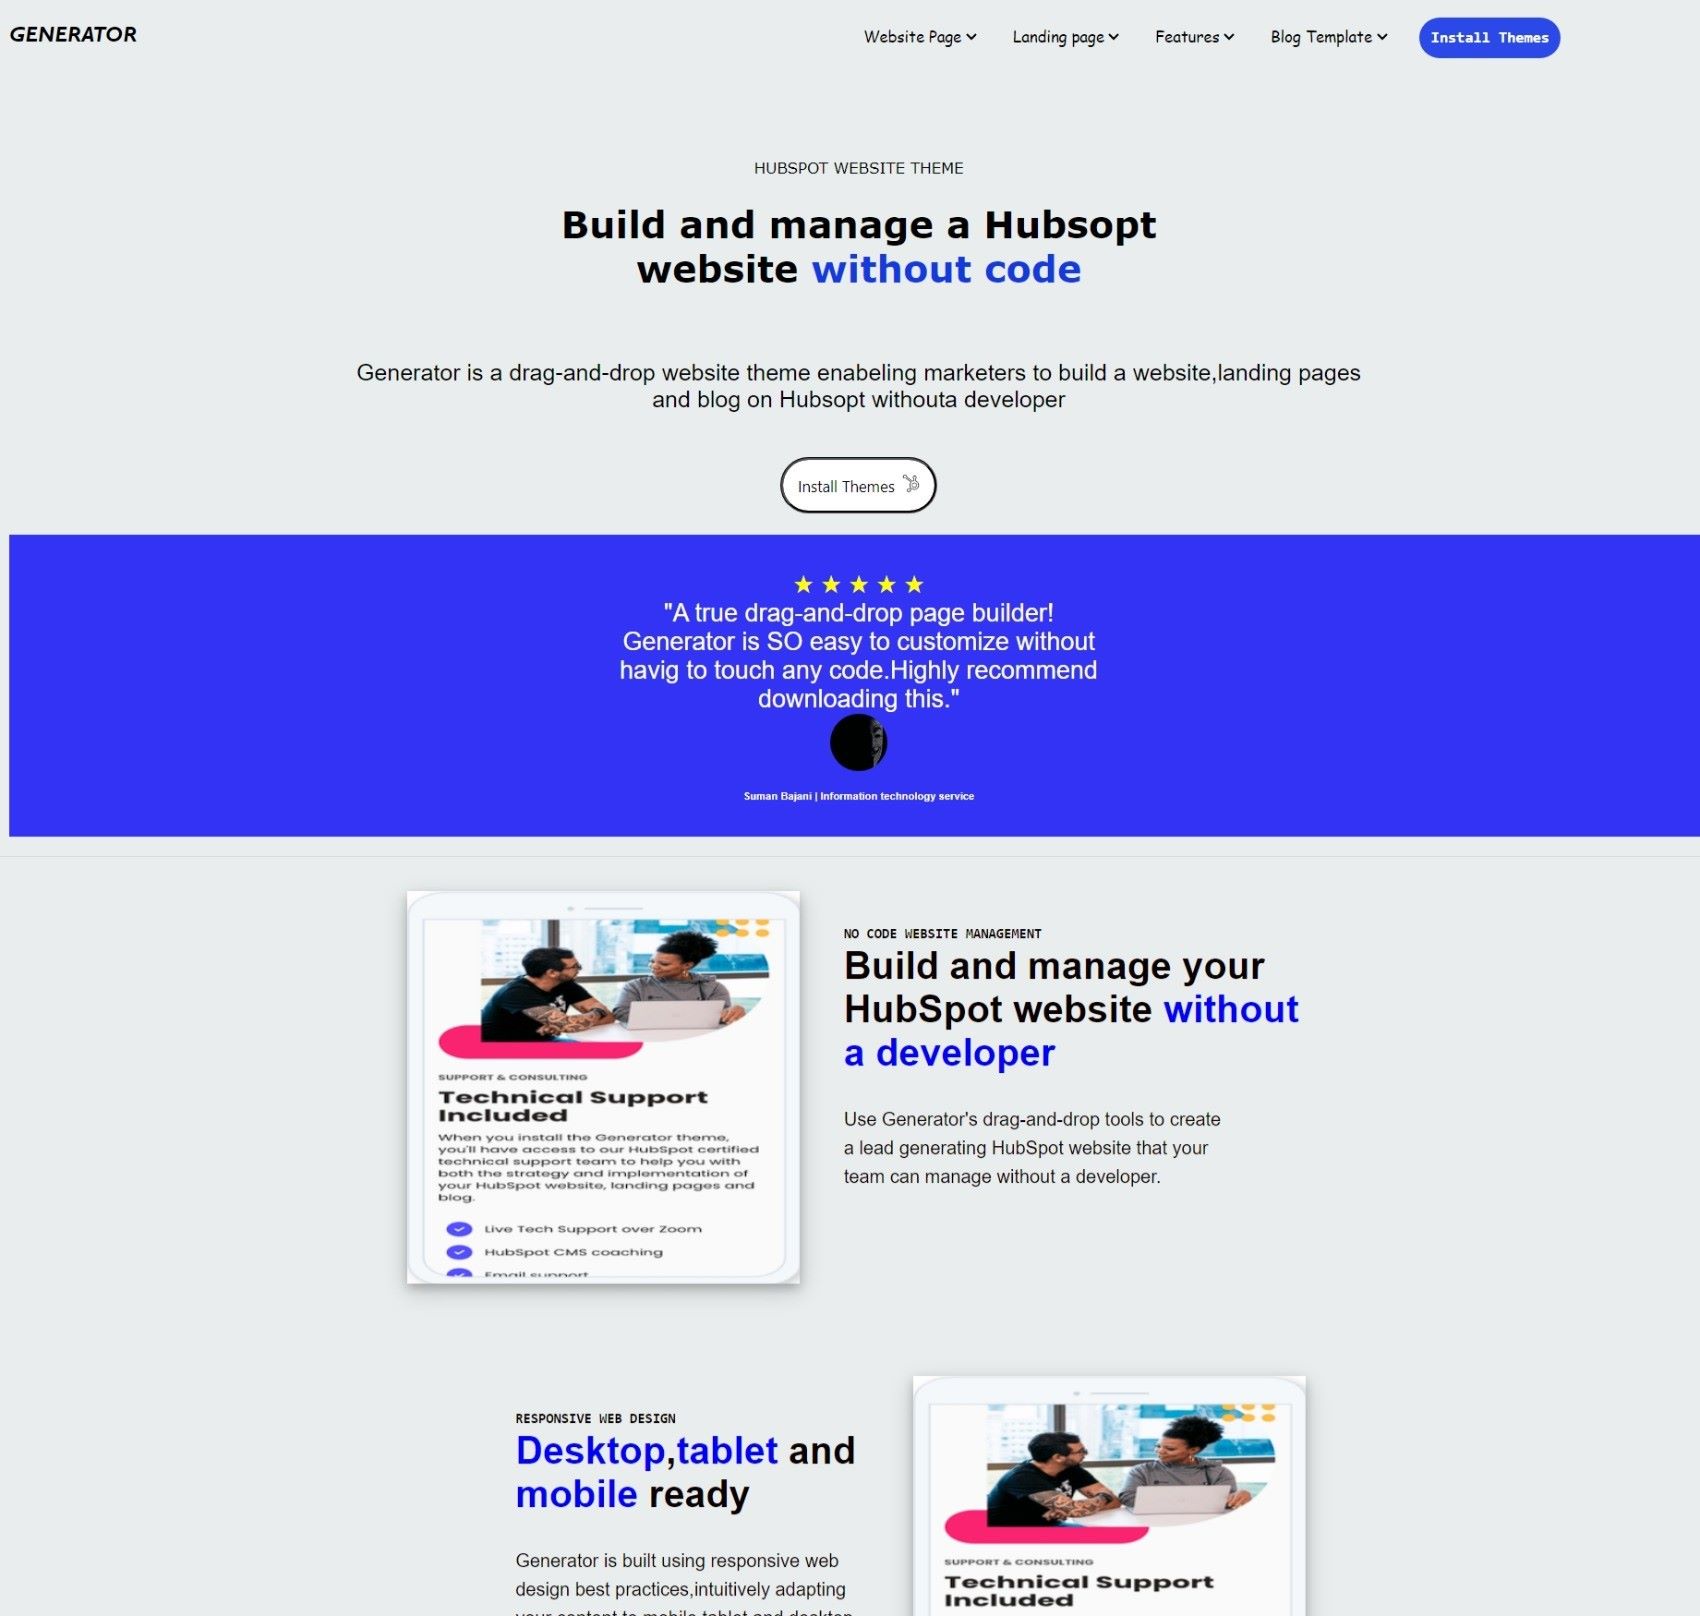 GENERATOR
Website Page
Landing page
Features
Blog Template
Install Themes
HUBSPOT WEBSITE THEME
Build and manage a Hubsopt
website without code
Generator is a drag-and-drop website theme enabeling marketers to build a website,landing pages
and blog on Hubsopt withouta developer
Install Themes
"A true drag-and-drop page builder!
Generator is SO easy to customize without
havig to touch any code.Highly recommend
downloading this."
Suman Bajani | Information technology service
SUPPORT & CONSULTING
Technical Support
Included
When you install the Generator theme,
you'll have access to our HubSpot certified
technical support team to help you with
both the strategy and implementation of
your HubSpot website, landing pages and
blog.
Live Tech Support over Zoom
HubSpot CMS coaching
Email support
NO CODE WEBSITE MANAGEMENT
Build and manage your
HubSpot website without
a developer
Use Generator's drag-and-drop tools to create
a lead generating HubSpot website that your
team can manage without a developer.
RESPONSIVE WEB DESIGN
Desktop,tablet and
mobile ready
Generator is built using responsive web
design best practices,intuitively adapting
your content to mobile,tablet and desktop
SUPPORT & CONSULTING
Technical Support
Included